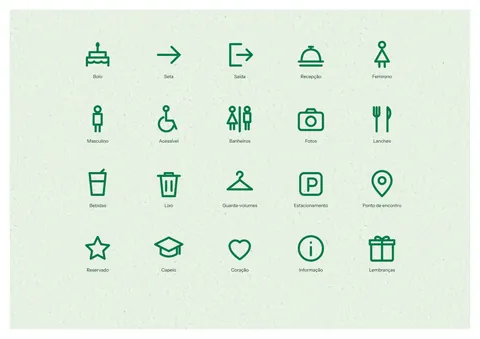 Bolo
Seta
Saída
Recepção
Feminino
Masculino
Acessível
Banheiros
Fotos
Lanches
Bebidas
Lixo
Guarda-volumes
Estacionamento
Ponto de encontro
Reservado
Capelo
Coração
Informação
Lembranças